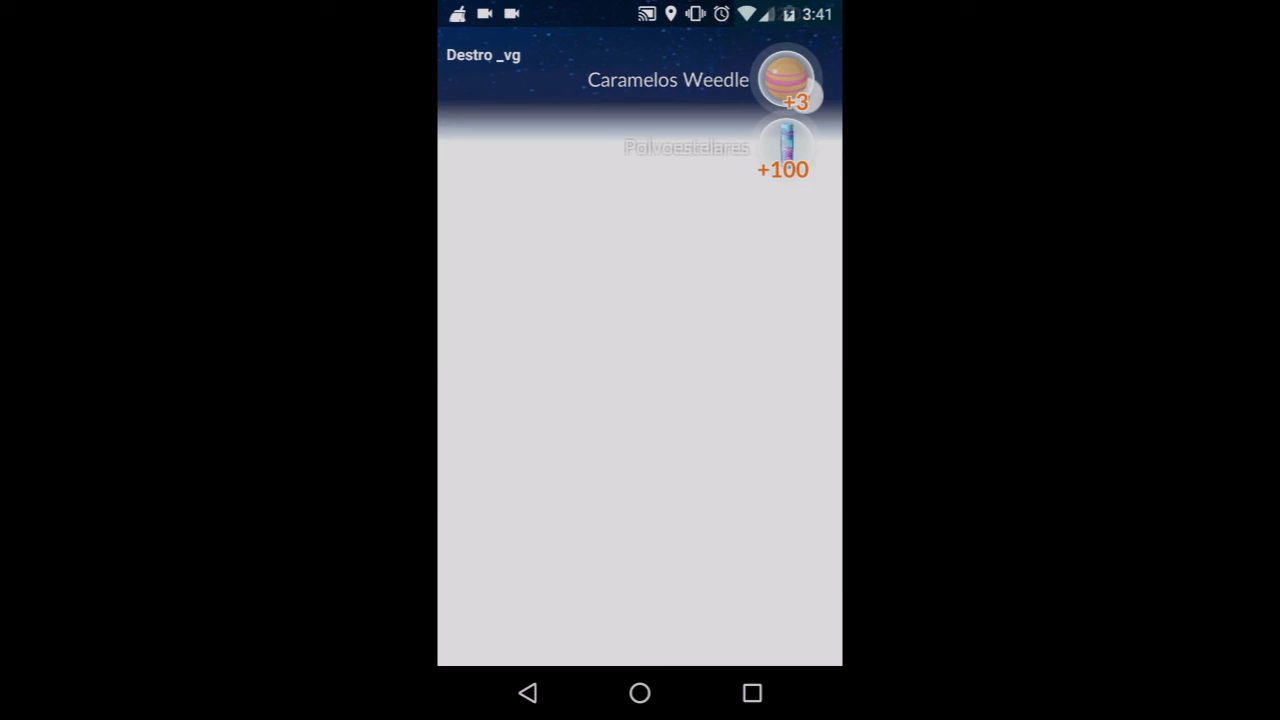 3:41
Destro _vg
Caramelos Weedle
+3
Polvoestelares
+100